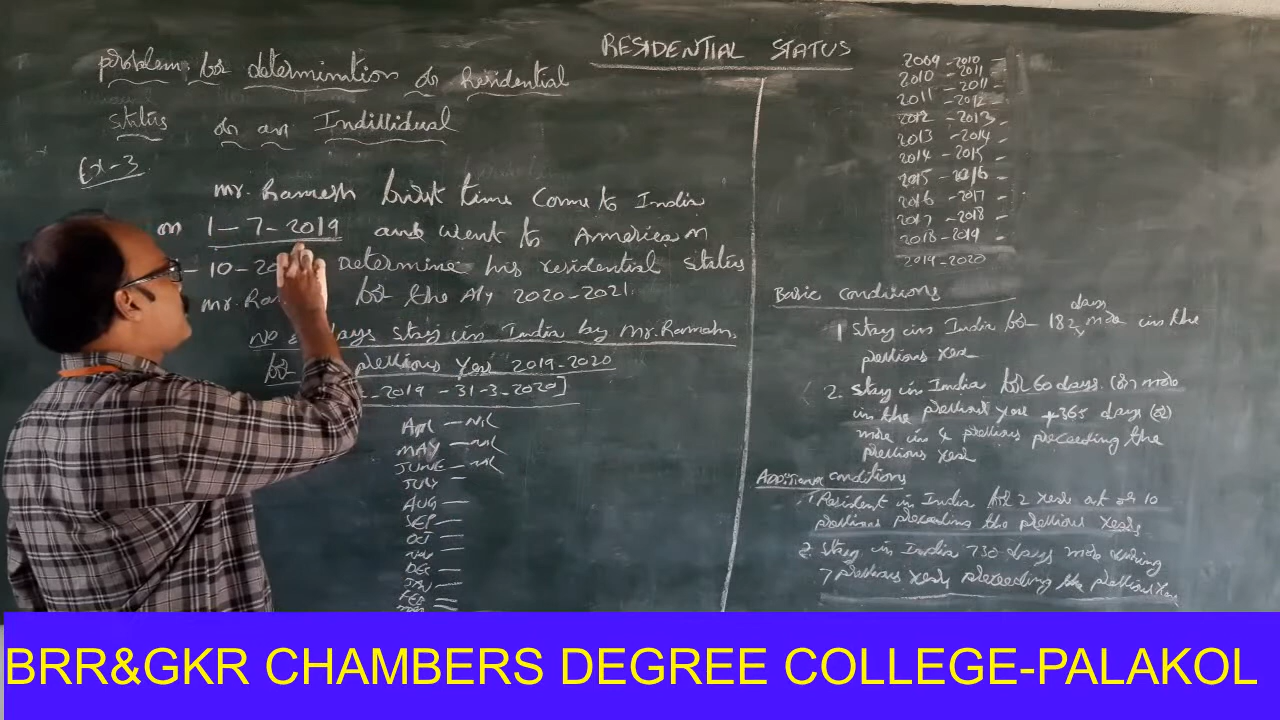 RESIDENTIAL STATUS
problem for determination of Residential
status of an Indillidual
Ex-3
Mr. Ramesh first time Come to India
on 1-7-2019 and went to America on
-10-20 Determine his residential status
Mr. Ra for the A/y 2020-2021.
no of days stay in India by Mr. Ramesh
for previous Year 2019-2020
-2019 - 31-3-2020]
APL - NIL
MAY - NIL
JUNE - NIL
JULY -
AUG -
SEP -
OCT -
NOV -
DEC -
JAN -
FEB -
2009 - 2010 -
2010 - 2011 -
2011 -
2011 - 2012 -
2012 - 2013 -
2013 - 2014 -
2014 - 2015 -
2015 - 2016 -
2016 - 2017 -
2017 - 2018 -
2018 - 2019 -
2019 - 2020
Basic conditions
1 Stay in India for 182 days more in the
previous year
2. Stay in India for 60 days (or) more
in the previous year + 365 days (or)
more in 4 previous preceeding the
previous year
Additional conditions
1 Resident in India for 2 years out of 10
previous preceeding the previous years
2. Stay in India 730 days more during
7 previous years preceeding the previous Year
BRR&GKR CHAMBERS DEGREE COLLEGE-PALAKOL